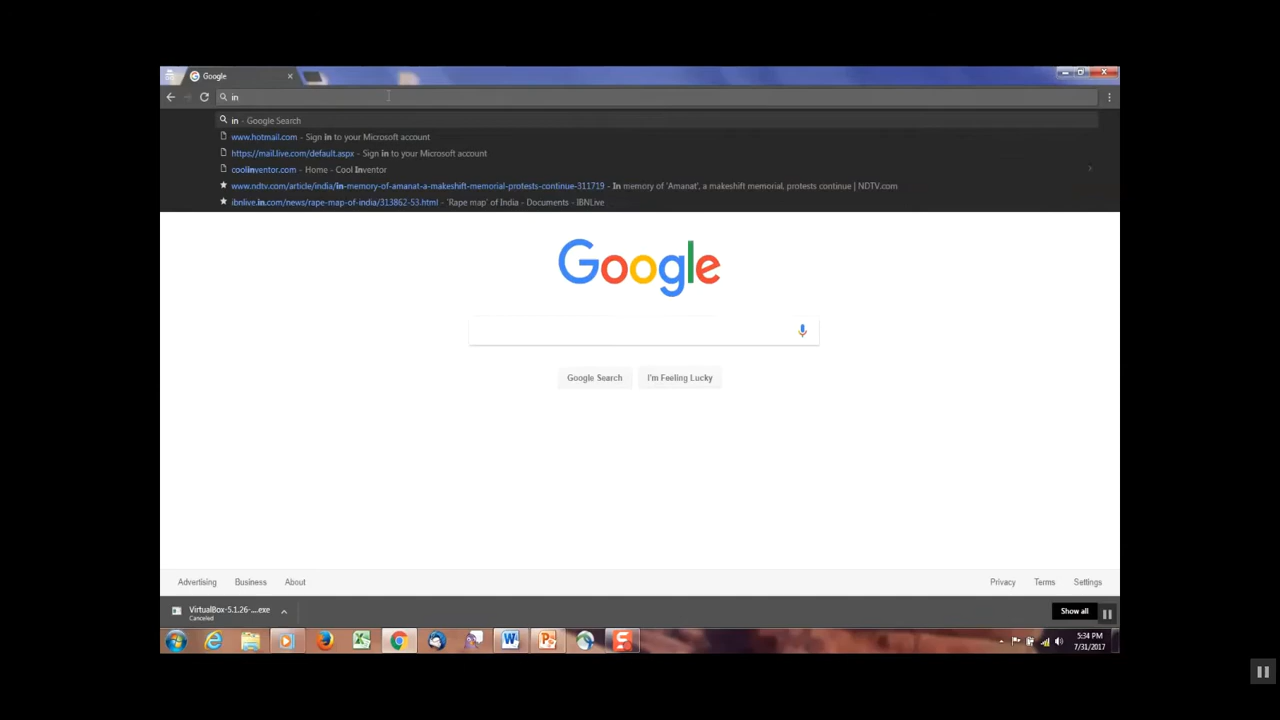 Google
in
in - Google Search
www.hotmail.com - Sign in to your Microsoft account
https://mail.live.com/default.aspx - Sign in to your Microsoft account
coolinventor.com - Home - Cool Inventor
www.ndtv.com/article/india/in-memory-of-amanat-a-makeshift-memorial-protests-continue-311719 - In memory of 'Amanat', a makeshift memorial, protests continue | NDTV.com
ibnlive.in.com/news/rape-map-of-india/313862-53.html - 'Rape map' of India - Documents - IBNLive
Google
Google Search I'm Feeling Lucky
Advertising Business About Privacy Terms Settings
VirtualBox-5.1.26-....exe
Canceled
Show all
5:34 PM
7/31/2017